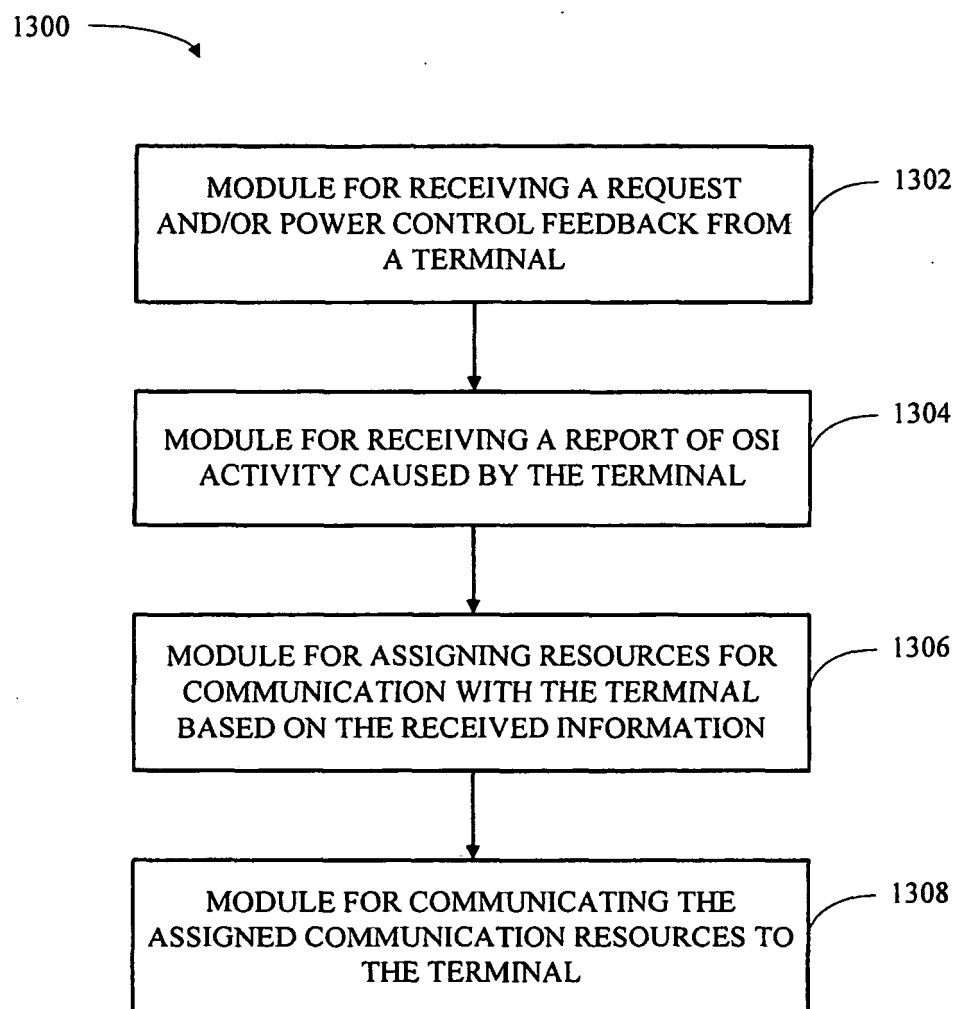 1300
MODULE FOR RECEIVING A REQUEST
AND/OR POWER CONTROL FEEDBACK FROM
A TERMINAL
1302
MODULE FOR RECEIVING A REPORT OF OSI
ACTIVITY CAUSED BY THE TERMINAL
1304
MODULE FOR ASSIGNING RESOURCES FOR
COMMUNICATION WITH THE TERMINAL
BASED ON THE RECEIVED INFORMATION
1306
MODULE FOR COMMUNICATING THE
ASSIGNED COMMUNICATION RESOURCES TO
THE TERMINAL
1308